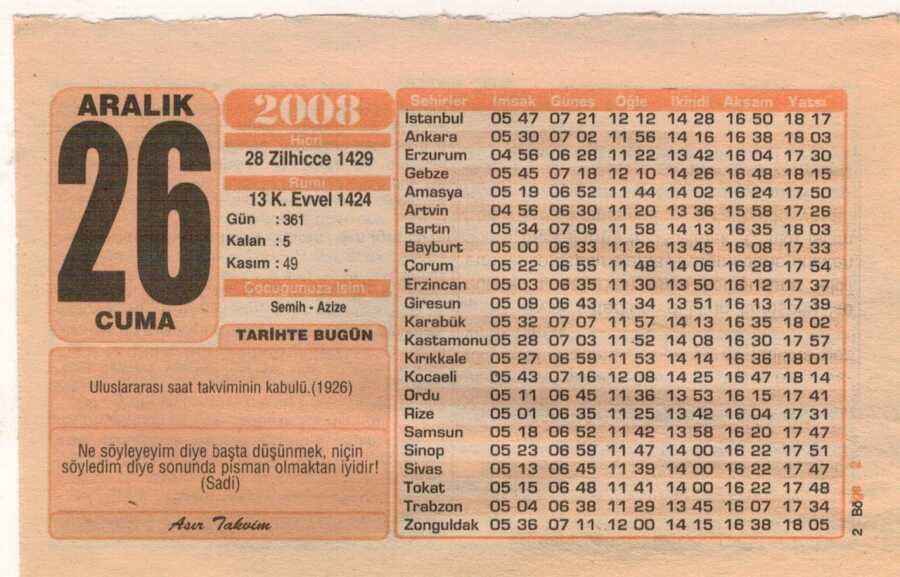 ARALIK
26
CUMA
2008
Hicri
28 Zilhicce 1429
Rumi
13 K. Evvel 1424
Gün : 361
Kalan : 5
Kasım : 49
Çocuğunuza İsim
Semih - Azize
TARİHTE BUGÜN
Uluslararası saat takviminin kabulü.(1926)
Ne söyleyeyim diye başta düşünmek, niçin
söyledim diye sonunda pişman olmaktan iyidir!
(Sadi)
Asır Takvim
Şehirler İmsak Güneş Öğle İkindi Akşam Yatsı
İstanbul 05 47 07 21 12 12 14 28 16 50 18 17
Ankara 05 30 07 02 11 56 14 16 16 38 18 03
Erzurum 04 56 06 28 11 22 13 42 16 04 17 30
Gebze 05 45 07 18 12 10 14 26 16 48 18 15
Amasya 05 19 06 52 11 44 14 02 16 24 17 50
Artvin 04 56 06 30 11 20 13 36 15 58 17 26
Bartın 05 34 07 09 11 58 14 13 16 35 18 03
Bayburt 05 00 06 33 11 26 13 45 16 08 17 33
Çorum 05 22 06 55 11 48 14 06 16 28 17 54
Erzincan 05 03 06 35 11 30 13 50 16 12 17 37
Giresun 05 09 06 43 11 34 13 51 16 13 17 39
Karabük 05 32 07 07 11 57 14 13 16 35 18 02
Kastamonu 05 28 07 03 11 52 14 08 16 30 17 57
Kırıkkale 05 27 06 59 11 53 14 14 16 36 18 01
Kocaeli 05 43 07 16 12 08 14 25 16 47 18 14
Ordu 05 11 06 45 11 36 13 53 16 15 17 41
Rize 05 01 06 35 11 25 13 42 16 04 17 31
Samsun 05 18 06 52 11 42 13 58 16 20 17 47
Sinop 05 23 06 59 11 47 14 00 16 22 17 51
Sivas 05 13 06 45 11 39 14 00 16 22 17 47
Tokat 05 15 06 48 11 41 14 00 16 22 17 48
Trabzon 05 04 06 38 11 29 13 45 16 07 17 34
Zonguldak 05 36 07 11 12 00 14 15 16 38 18 05